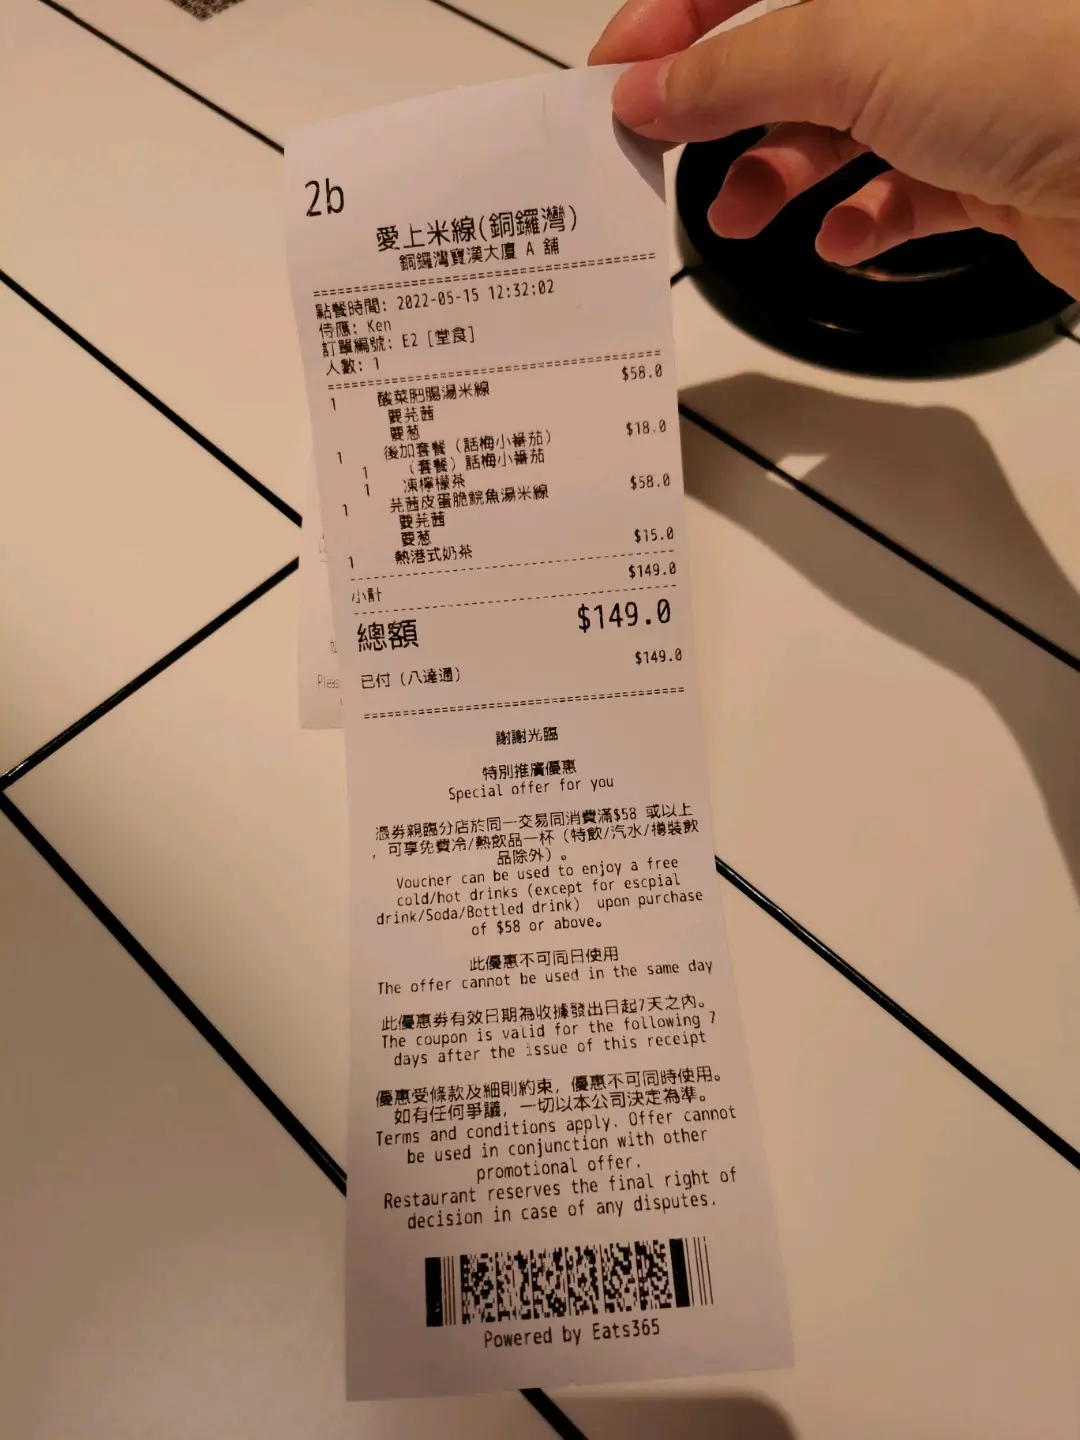 2b
愛上米線(銅鑼灣)
銅鑼灣寶漢大廈 A 舖
點餐時間: 2022-05-15 12:32:02
侍應: Ken
訂單編號: E2 [堂食]
人數: 1
1 酸菜肥腸湯米線 $58.0
要芫茜
要葱
1 後加套餐 (話梅小番茄) $18.0
1 (套餐) 話梅小番茄
1 凍檸檬茶
1 芫茜皮蛋脆鯇魚湯米線 $58.0
要芫茜
要葱
1 熱港式奶茶 $15.0
小計 $149.0
總額 $149.0
已付 (八達通) $149.0
謝謝光臨
特別推廣優惠
Special offer for you
憑券親臨分店於同一交易同消費滿$58 或以上
, 可享免費冷/熱飲品一杯 (特飲/汽水/樽裝飲
品除外) 。
Voucher can be used to enjoy a free
cold/hot drinks (except for escpial
drink/Soda/Bottled drink) upon purchase
of $58 or above。
此優惠不可同日使用
The offer cannot be used in the same day
此優惠券有效日期為收據發出日起7天之內。
The coupon is valid for the following 7
days after the issue of this receipt
優惠受條款及細則約束, 優惠不可同時使用。
如有任何爭議, 一切以本公司決定為準。
Terms and conditions apply. Offer cannot
be used in conjunction with other
promotional offer.
Restaurant reserves the final right of
decision in case of any disputes.
Powered by Eats365
Pleas